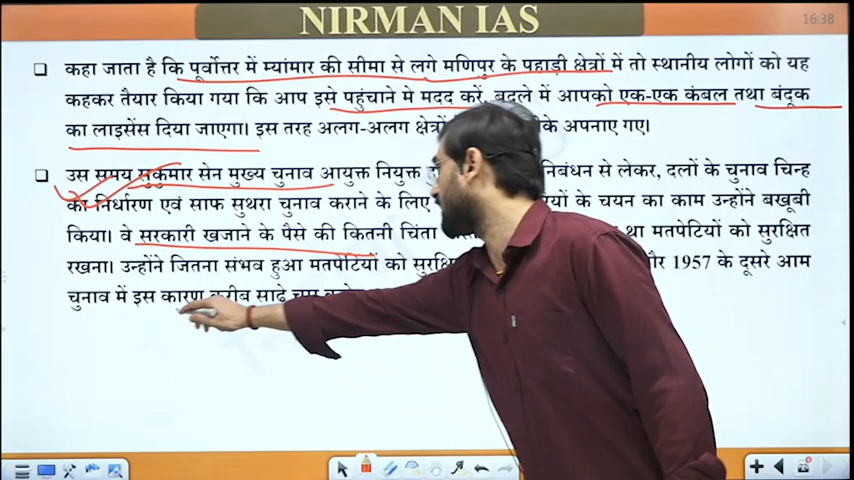 NIRMAN IAS
16:38
कहा जाता है कि पूर्वोत्तर में म्यांमार की सीमा से लगे मणिपुर के पहाड़ी क्षेत्रों में तो स्थानीय लोगों को यह
कहकर तैयार किया गया कि आप इसे पहुंचाने मे मदद करें, बदले में आपको एक-एक कंबल तथा बंदूक
का लाइसेंस दिया जाएगा। इस तरह अलग-अलग क्षेत्रों के अपनाए गए।
उस समय सुकुमार सेन मुख्य चुनाव आयुक्त नियुक्त निबंधन से लेकर, दलों के चुनाव चिन्ह
का निर्धारण एवं साफ सुथरा चुनाव कराने के लिए के चयन का काम उन्होंने बखूबी
किया। वे सरकारी खजाने के पैसे की कितनी चिंता तथा मतपेटियों को सुरक्षित
रखना। उन्होंने जितना संभव हुआ मतपेटियों को और 1957 के दूसरे आम
चुनाव में इस कारण करीब साढे
23